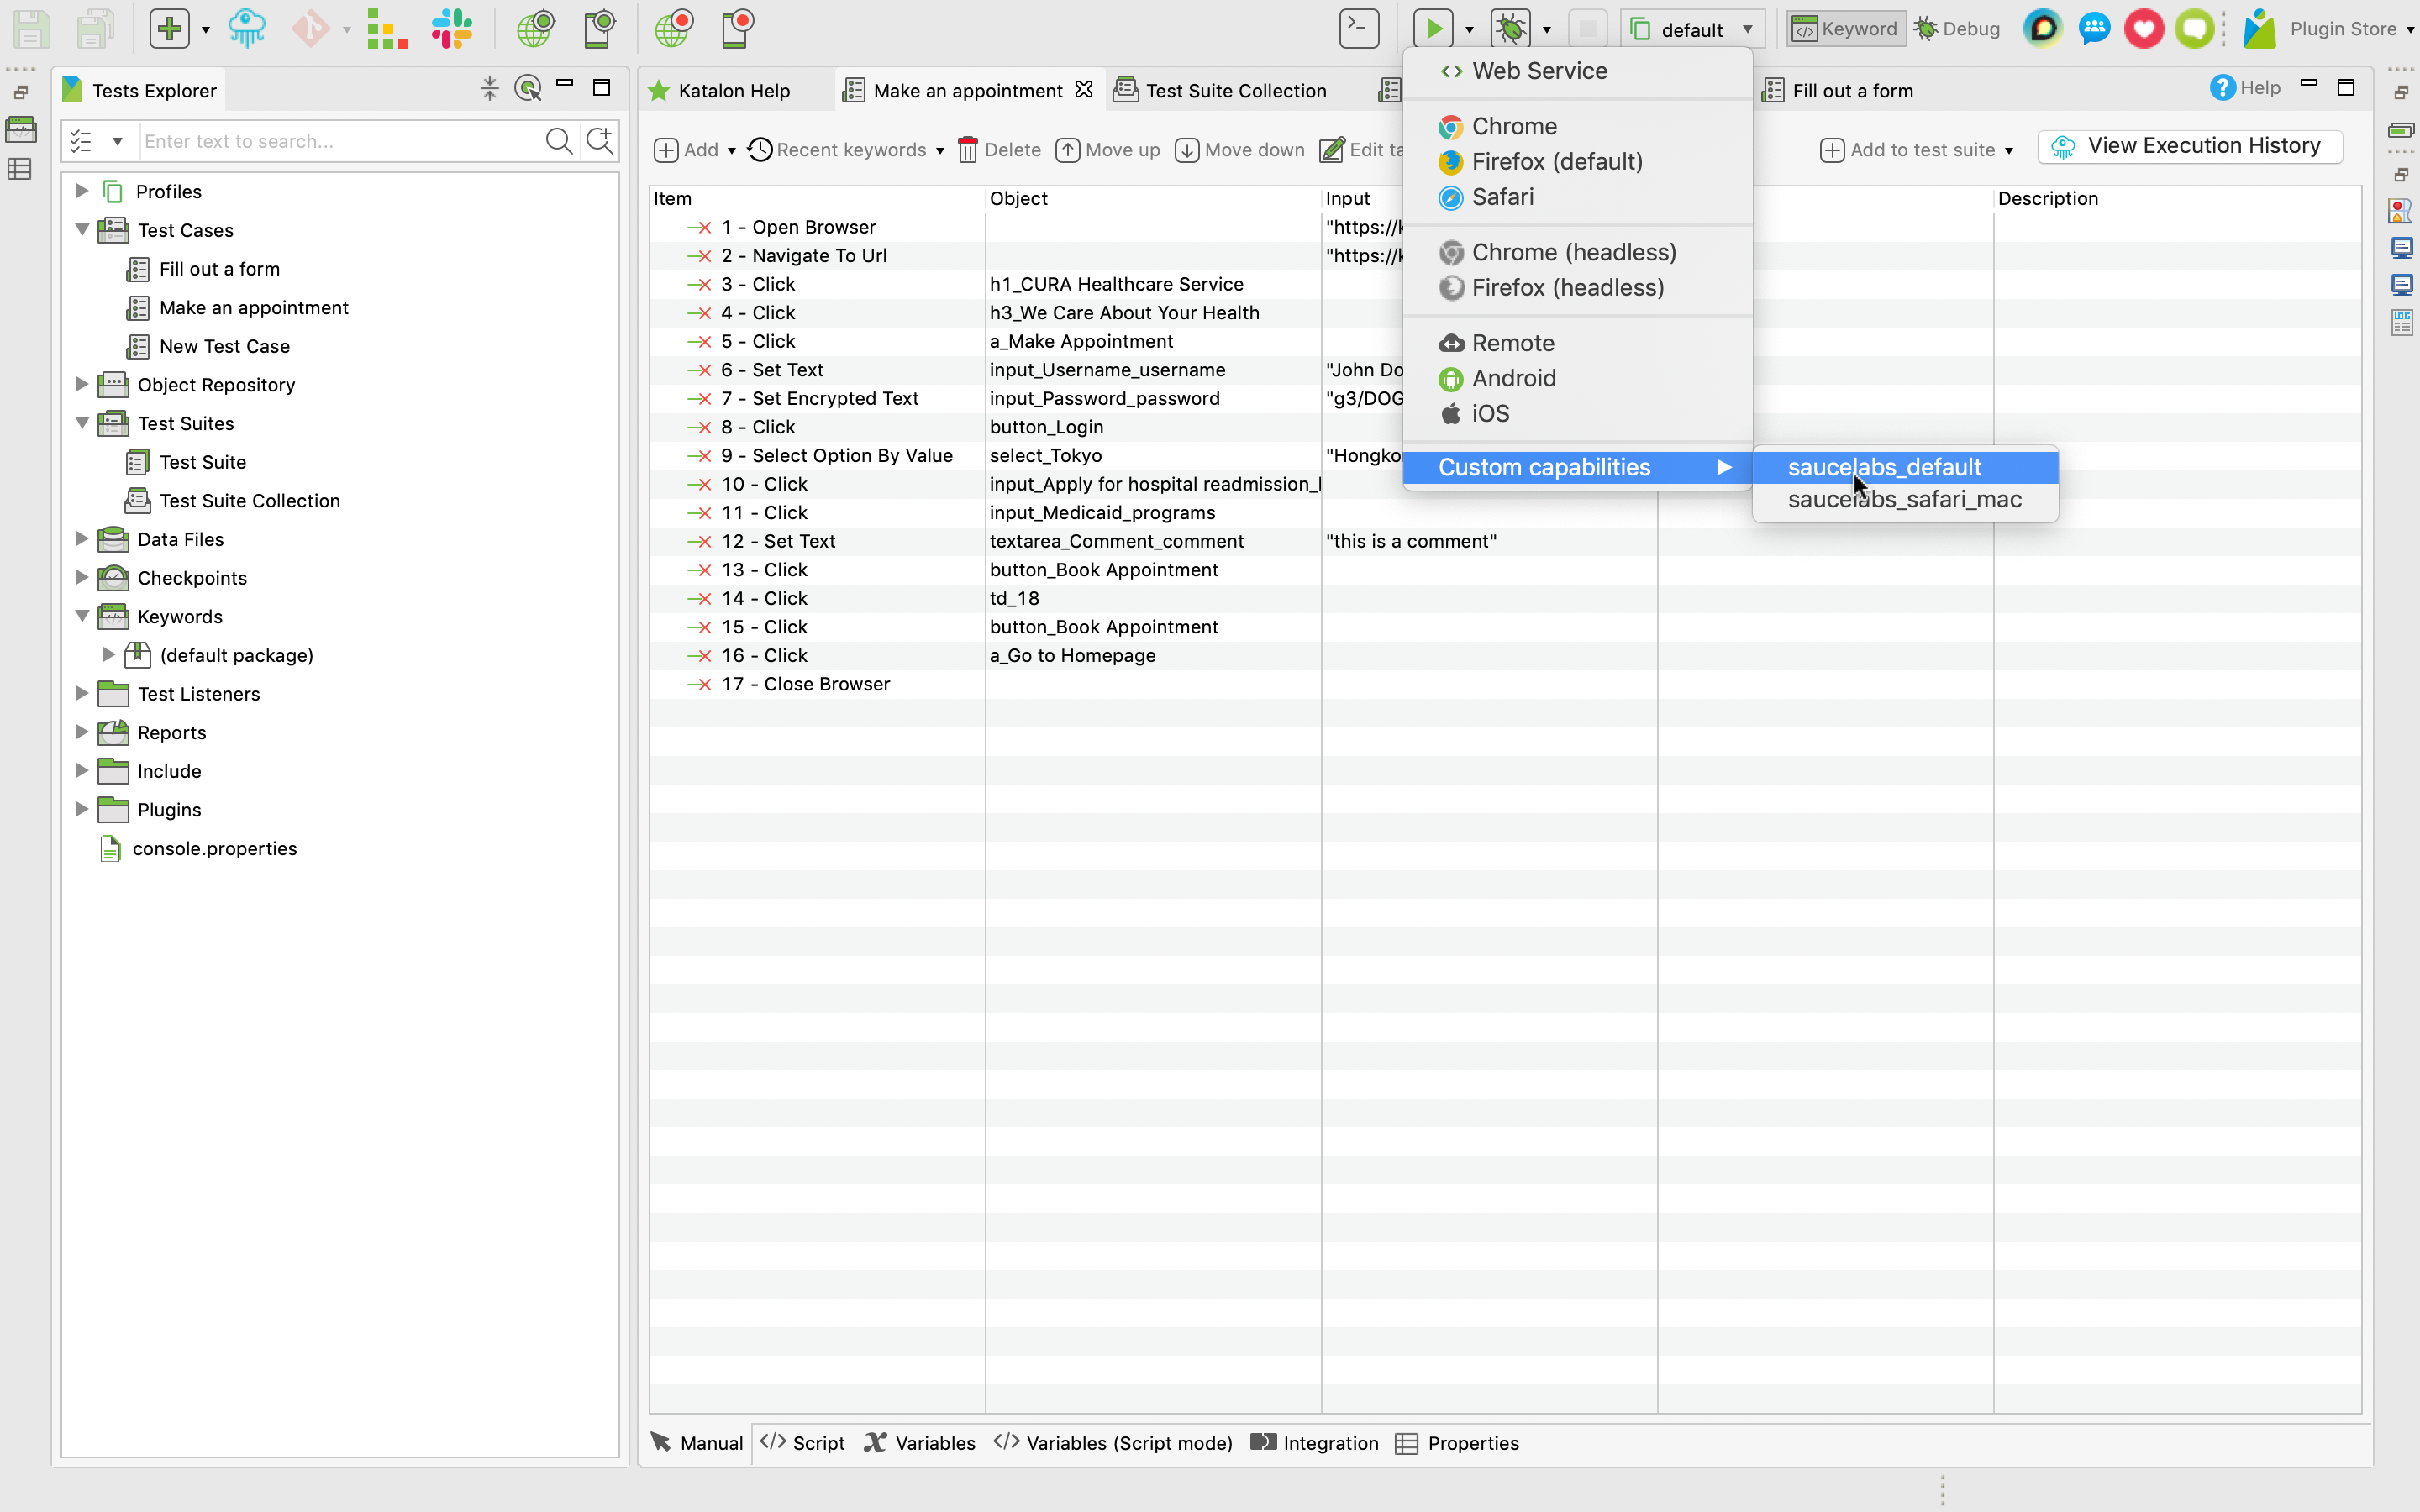 default
Keyword
Debug
Plugin Store
Tests Explorer
Enter text to search...
Profiles
Test Cases
Fill out a form
Make an appointment
New Test Case
Object Repository
Test Suites
Test Suite
Test Suite Collection
Data Files
Checkpoints
Keywords
(default package)
Test Listeners
Reports
Include
Plugins
console.properties
Katalon Help
Make an appointment
Test Suite Collection
Fill out a form
Help
Add
Recent keywords
Delete
Move up
Move down
Edit ta
Add to test suite
View Execution History
Item Object Input Description
1 - Open Browser "https://k
2 - Navigate To Url "https://k
3 - Click h1_CURA Healthcare Service
4 - Click h3_We Care About Your Health
5 - Click a_Make Appointment
6 - Set Text input_Username_username "John Do
7 - Set Encrypted Text input_Password_password "g3/DOG
8 - Click button_Login
9 - Select Option By Value select_Tokyo "Hongko
10 - Click input_Apply for hospital readmission_l
11 - Click input_Medicaid_programs
12 - Set Text textarea_Comment_comment "this is a comment"
13 - Click button_Book Appointment
14 - Click td_18
15 - Click button_Book Appointment
16 - Click a_Go to Homepage
17 - Close Browser
Web Service
Chrome
Firefox (default)
Safari
Chrome (headless)
Firefox (headless)
Remote
Android
iOS
Custom capabilities
saucelabs_default
saucelabs_safari_mac
LOG
Manual
Script
Variables
Variables (Script mode)
Integration
Properties